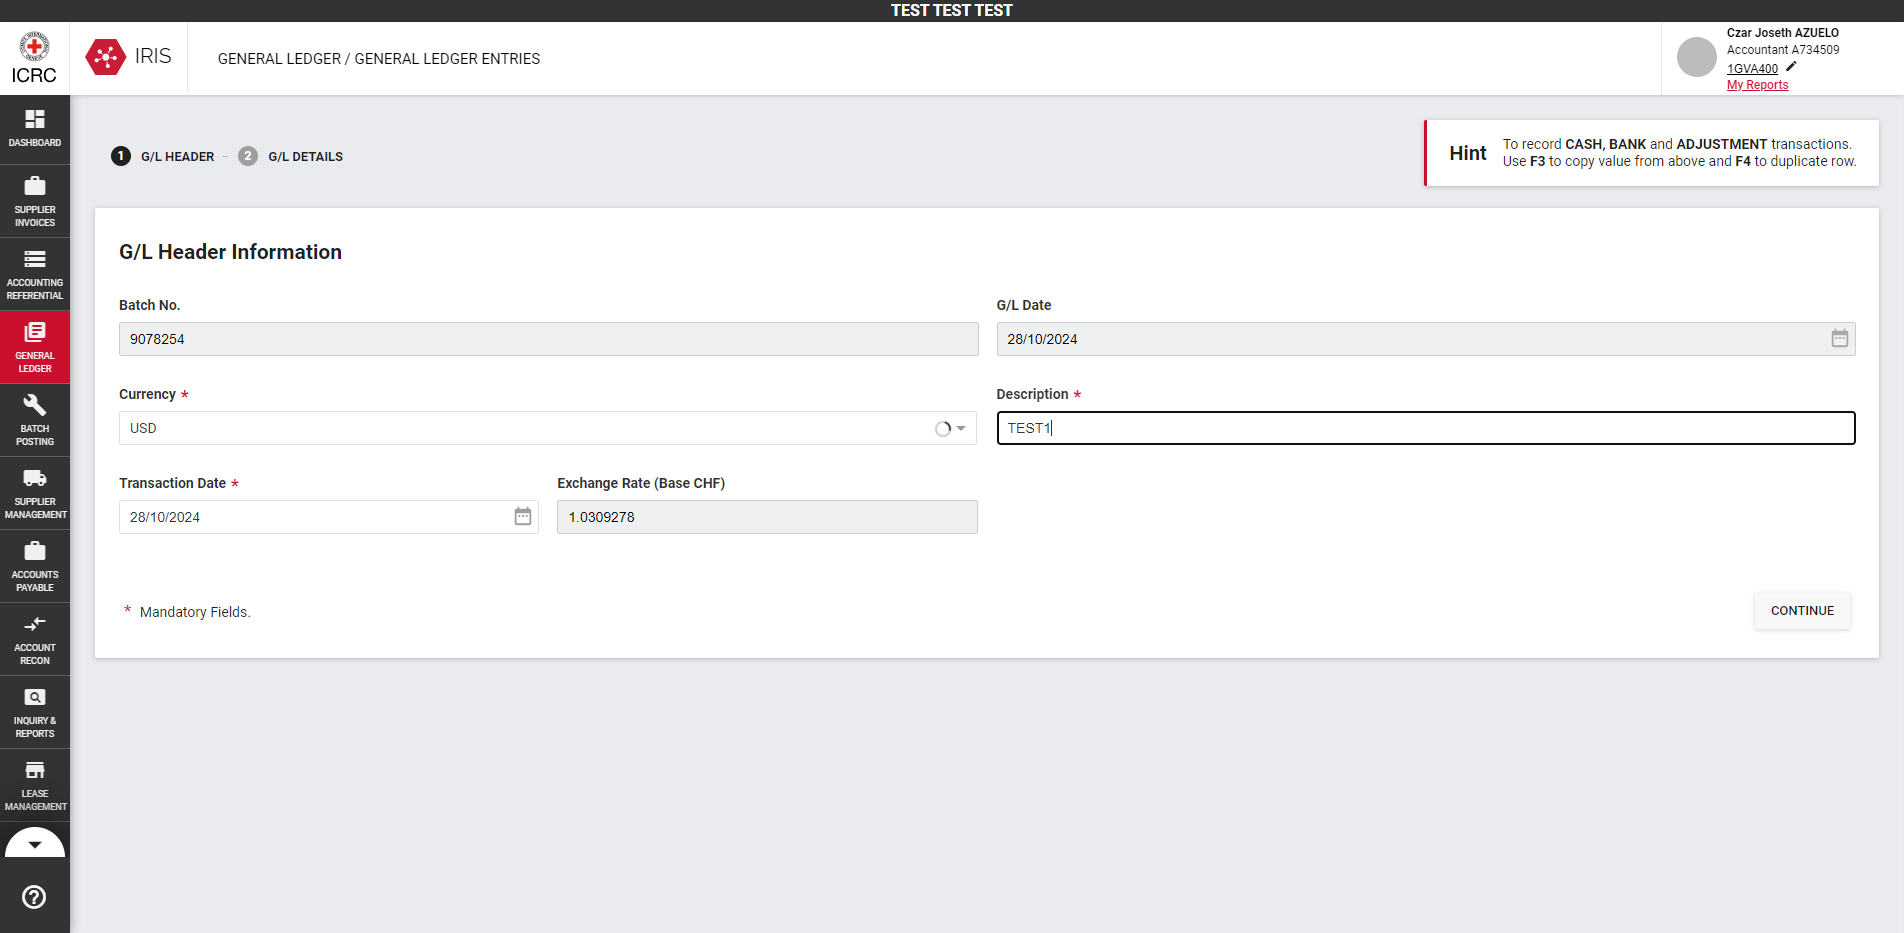 TEST TEST TEST
ICRC
IRIS
GENERAL LEDGER / GENERAL LEDGER ENTRIES
Czar Joseth AZUELO
Accountant A734509
1GVA400
My Reports
DASHBOARD
SUPPLIER
INVOICES
ACCOUNTING
REFERENTIAL
GENERAL
LEDGER
BATCH
POSTING
SUPPLIER
MANAGEMENT
ACCOUNTS
PAYABLE
ACCOUNT
RECON
INQUIRY &
REPORTS
LEASE
MANAGEMENT
1 G/L HEADER – 2 G/L DETAILS
Hint
To record CASH, BANK and ADJUSTMENT transactions.
Use F3 to copy value from above and F4 to duplicate row.
G/L Header Information
Batch No.
9078254
G/L Date
28/10/2024
Currency *
USD
Description *
TEST1
Transaction Date *
28/10/2024
Exchange Rate (Base CHF)
1.0309278
* Mandatory Fields.
CONTINUE